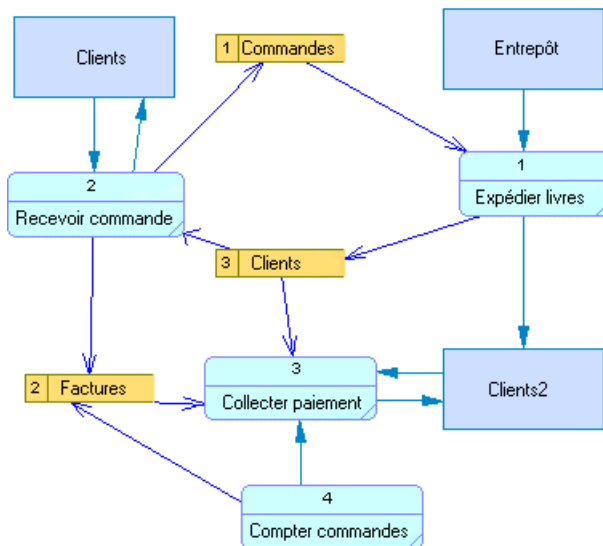 Clients
1 Commandes
Entrepôt
2
Recevoir commande
1
Expédier livres
3 Clients
2 Factures
3
Collecter paiement
Clients2
4
Compter commandes